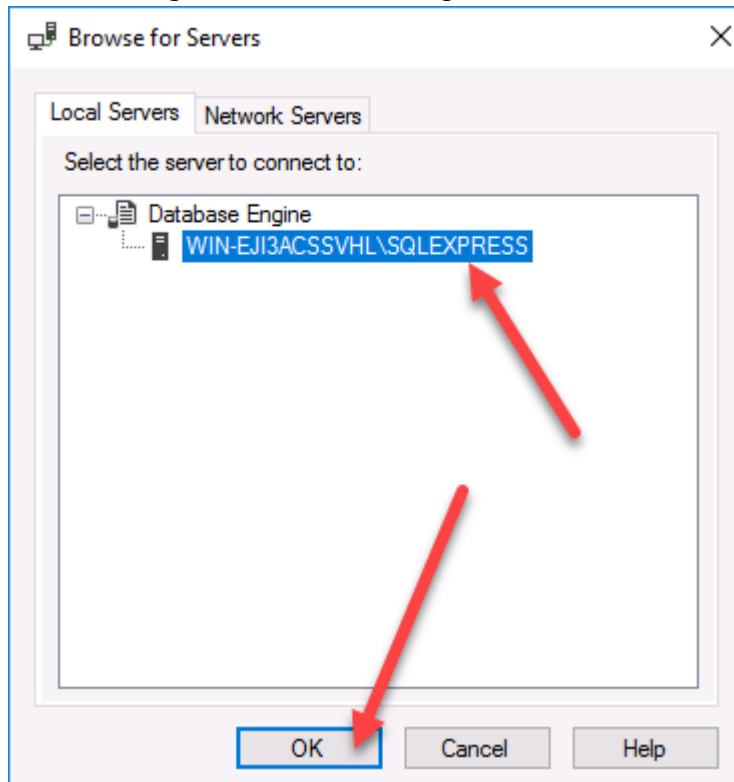 Browse for Servers
Local Servers Network Servers
Select the server to connect to:
Database Engine
WIN-EJI3ACSSVHL\SQLEXPRESS
OK Cancel Help